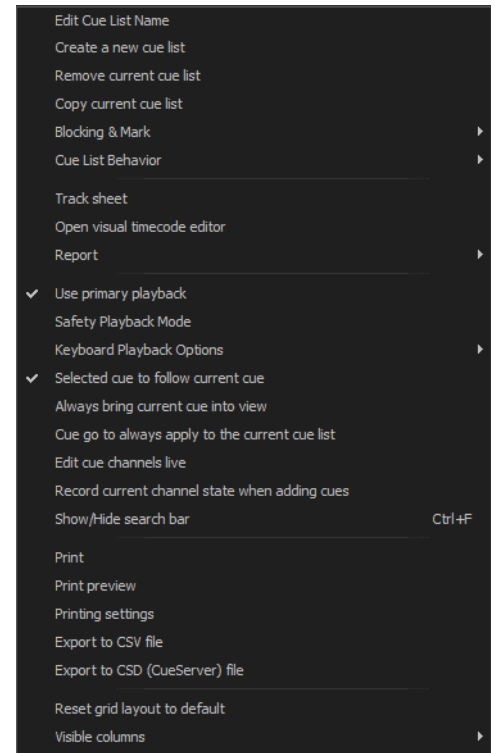 Edit Cue List Name
Create a new cue list
Remove current cue list
Copy current cue list
Blocking & Mark
Cue List Behavior
Track sheet
Open visual timecode editor
Report
Use primary playback
Safety Playback Mode
Keyboard Playback Options
Selected cue to follow current cue
Always bring current cue into view
Cue go to always apply to the current cue list
Edit cue channels live
Record current channel state when adding cues
Show/Hide search bar Ctrl+F
Print
Print preview
Printing settings
Export to CSV file
Export to CSD (CueServer) file
Reset grid layout to default
Visible columns